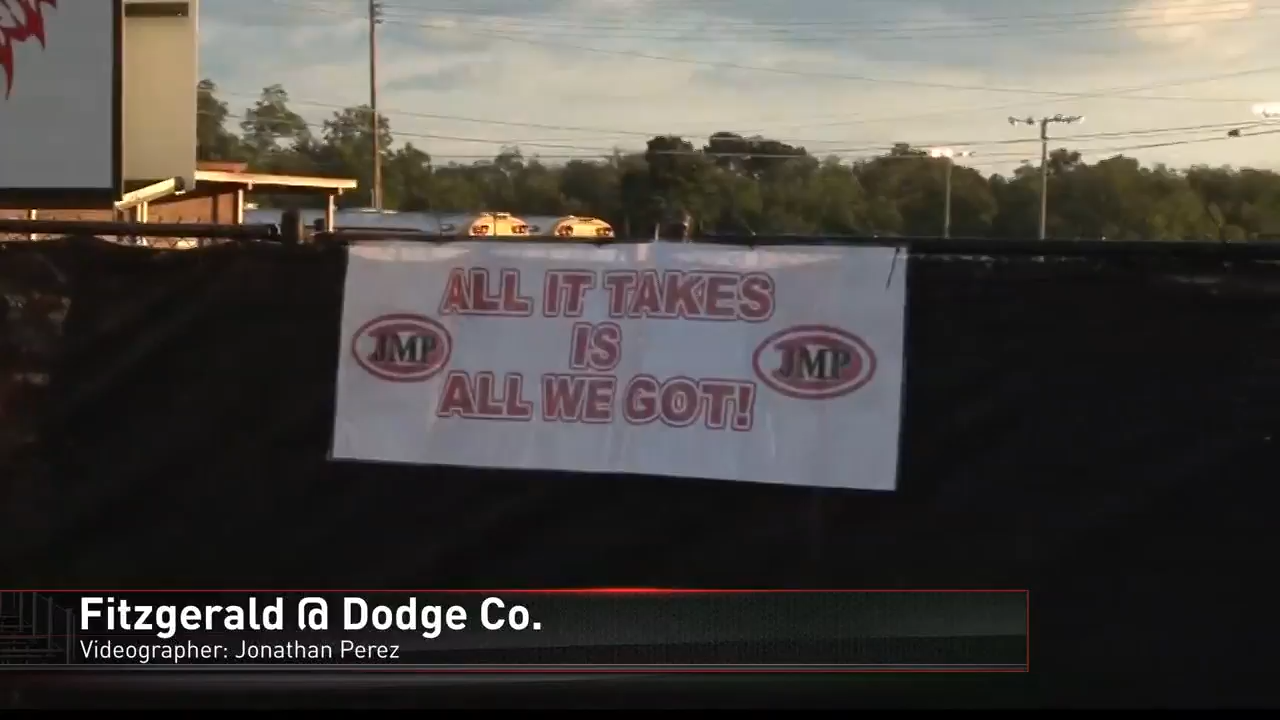 ALL IT TAKES
IS
ALL WE GOT!
JMP
JMP
Fitzgerald @ Dodge Co.
Videographer: Jonathan Perez